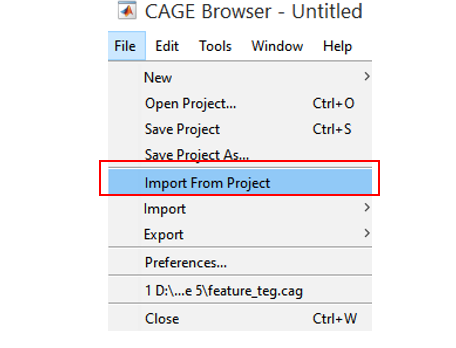 CAGE Browser - Untitled
File Edit Tools Window Help
New
Open Project... Ctrl+O
Save Project Ctrl+S
Save Project As...
Import From Project
Import
Export
Preferences...
1 D:\...e 5\feature_teg.cag
Close Ctrl+W